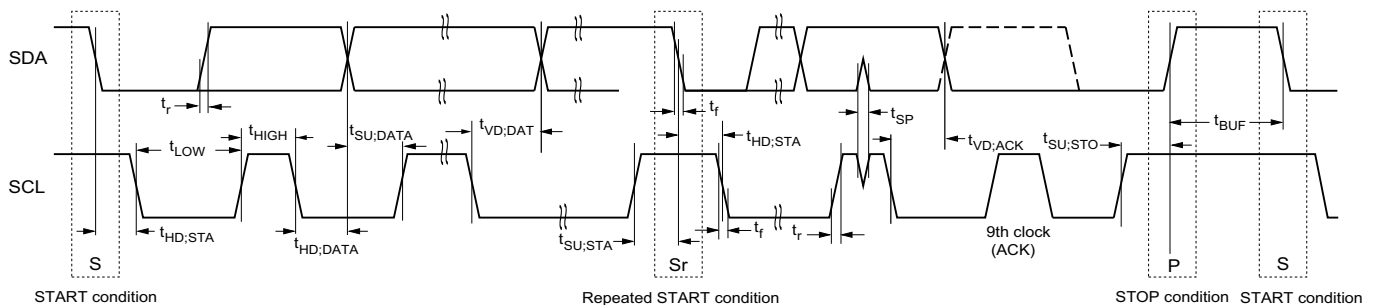 SDA
t_r
t_f
t_SP
t_BUF
t_HIGH
t_SU;DATA
t_VD;DAT
t_LOW
t_HD;STA
t_VD;ACK
t_SU;STO
SCL
t_HD;STA
t_HD;DATA
t_SU;STA
t_f
t_r
9th clock
(ACK)
S
Sr
P
S
START condition
Repeated START condition
STOP condition
START condition